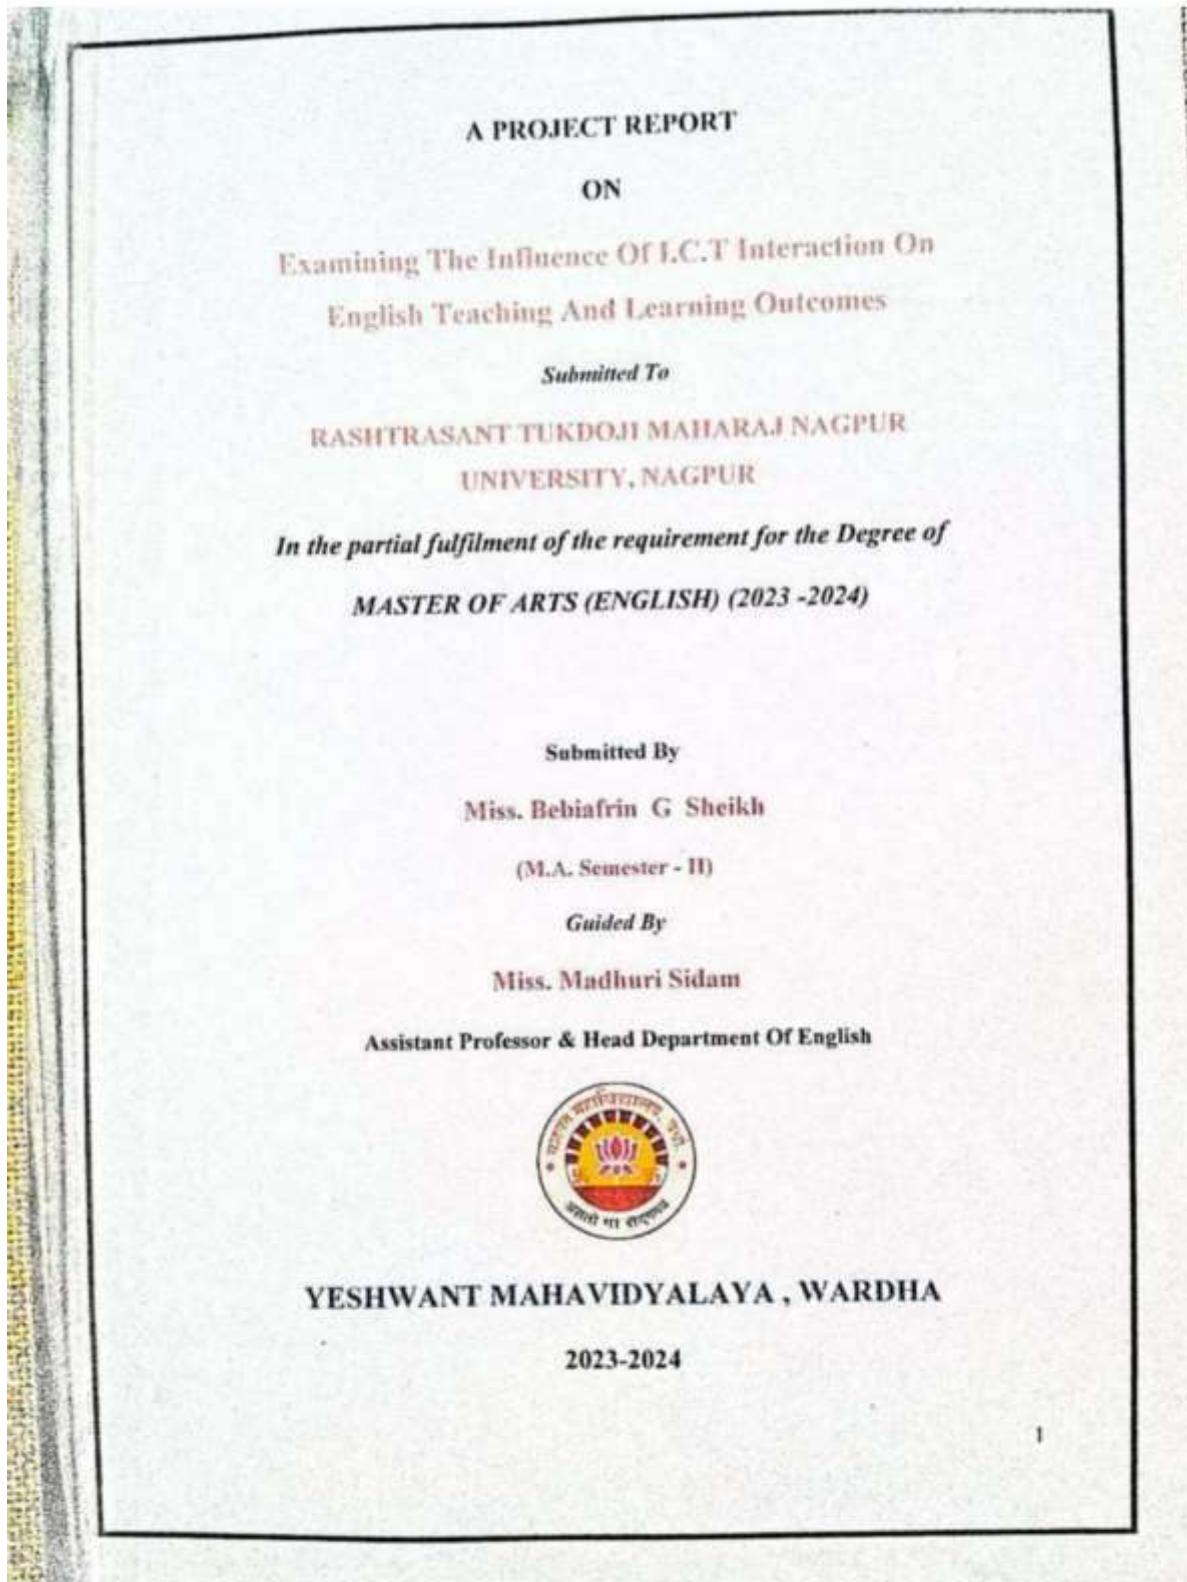 A PROJECT REPORT
ON
Examining The Influence Of I.C.T Interaction On
English Teaching And Learning Outcomes
Submitted To
RASHTRASANT TUKDOJI MAHARAJ NAGPUR
UNIVERSITY, NAGPUR
In the partial fulfilment of the requirement for the Degree of
MASTER OF ARTS (ENGLISH) (2023 -2024)
Submitted By
Miss. Bebiafrin G Sheikh
(M.A. Semester - II)
Guided By
Miss. Madhuri Sidam
Assistant Professor & Head Department Of English
महाविद्यालय,
YESHWANT MAHAVIDYALAYA , WARDHA
2023-2024
1